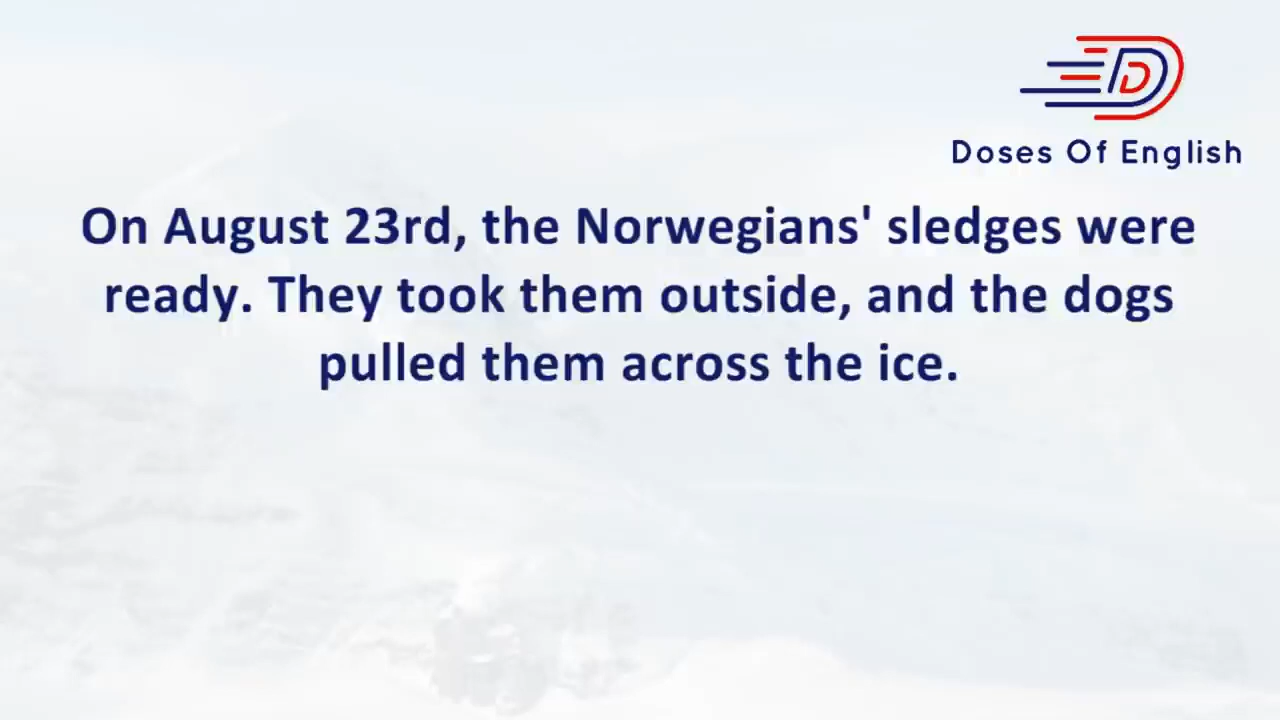 Doses Of English
On August 23rd, the Norwegians' sledges were
ready. They took them outside, and the dogs
pulled them across the ice.